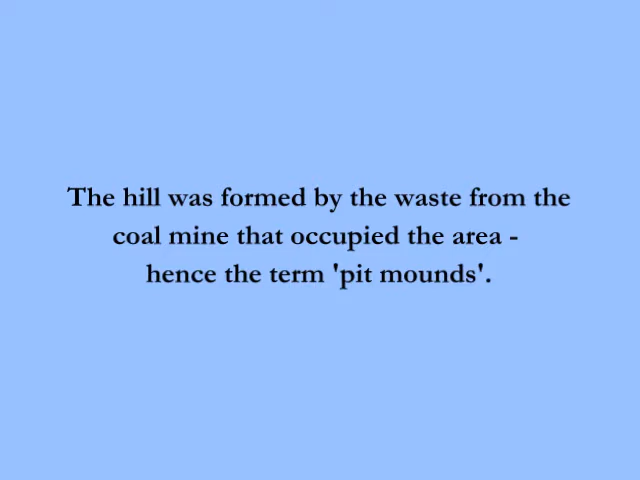 The hill was formed by the waste from the
coal mine that occupied the area -
hence the term 'pit mounds'.